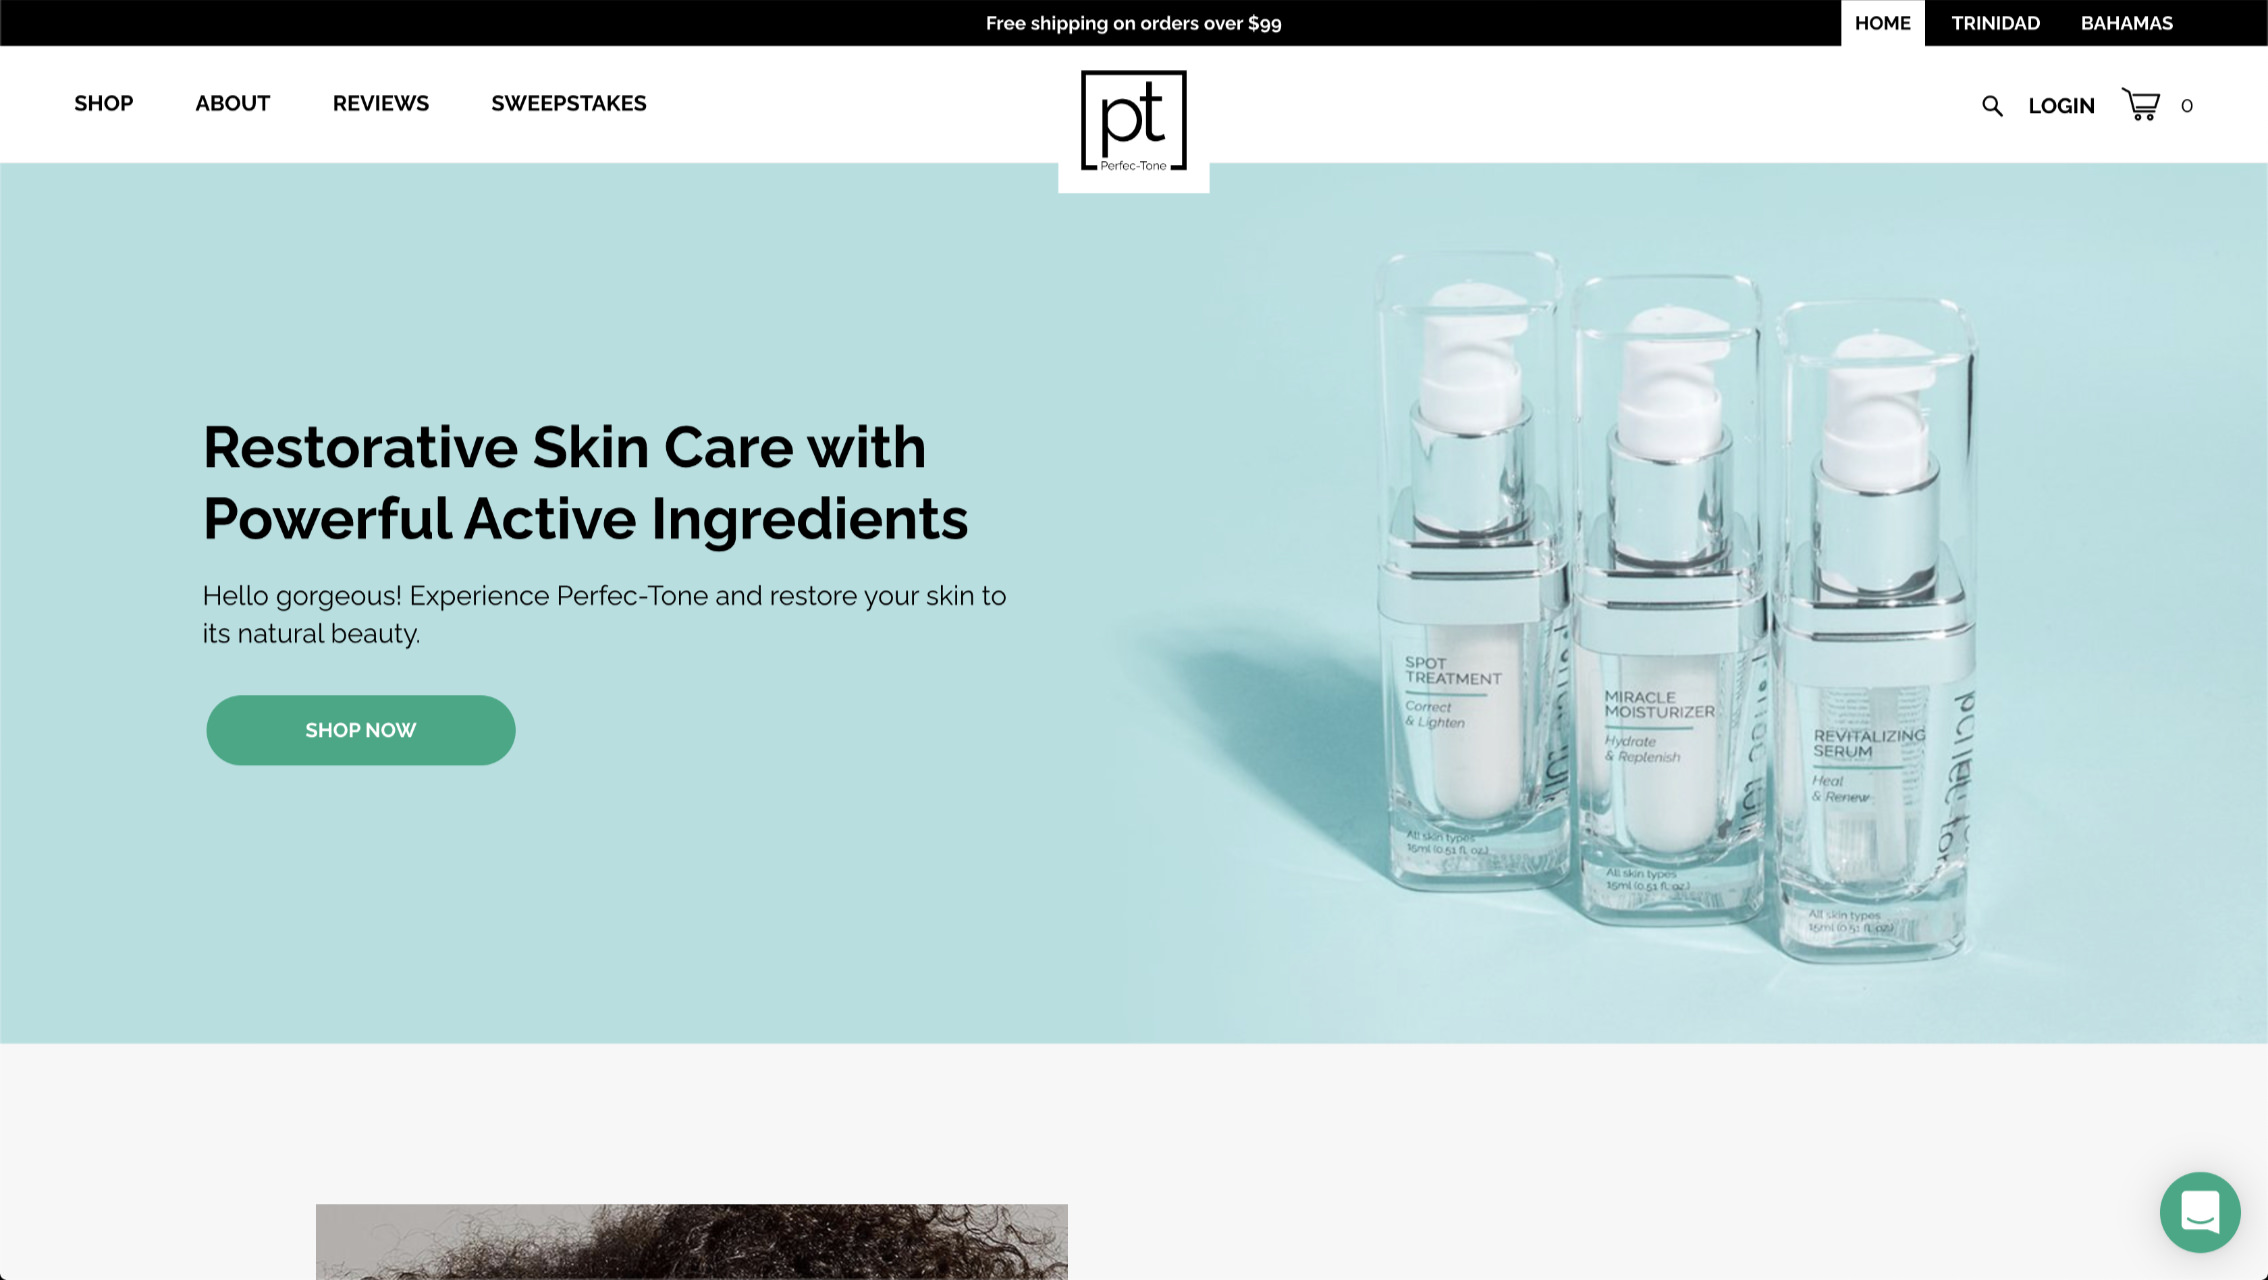 Free shipping on orders over $99
HOME
TRINIDAD
BAHAMAS
SHOP
ABOUT
REVIEWS
SWEEPSTAKES
pt
Perfec-Tone
LOGIN
0
Restorative Skin Care with
Powerful Active Ingredients
Hello gorgeous! Experience Perfec-Tone and restore your skin to
its natural beauty.
SHOP NOW
SPOT
TREATMENT
Correct
& Lighten
All skin types
15ml (0.51 fl. oz.)
MIRACLE
MOISTURIZER
Hydrate
& Replenish
All skin types
15ml (0.51 fl. oz.)
REVITALIZING
SERUM
Heal
& Renew
All skin types
15ml (0.51 fl. oz.)